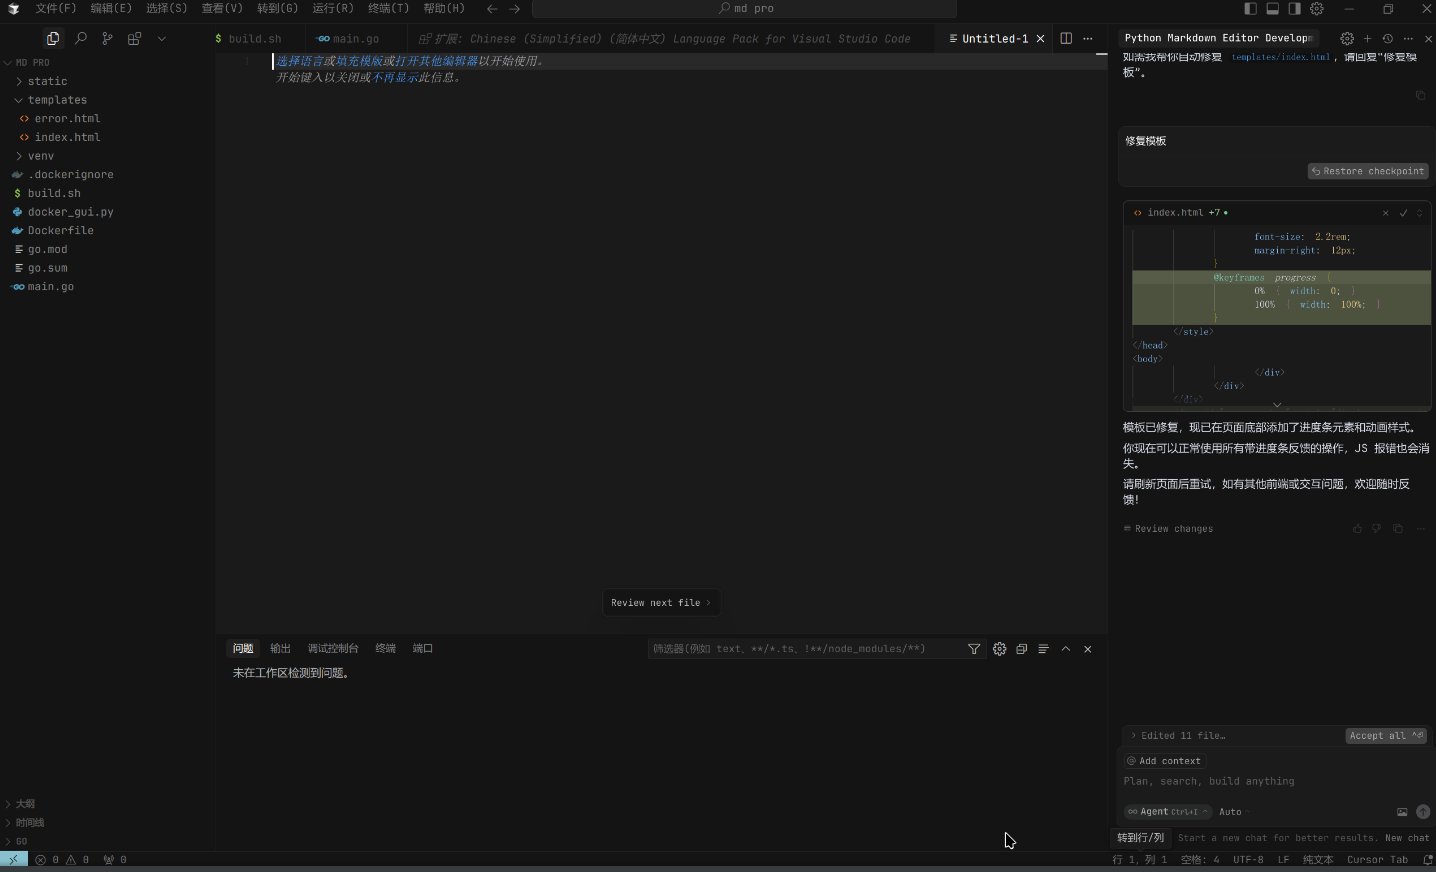 文件(F) 编辑(E) 选择(S) 查看(V) 转到(G) 运行(R) 终端(T) 帮助(H)
md pro
$ build.sh
main.go
扩展: Chinese (Simplified) (简体中文) Language Pack for Visual Studio Code
Untitled-1
Python Markdown Editor Develop
MD PRO
static
templates
error.html
index.html
venv
.dockerignore
$ build.sh
docker_gui.py
Dockerfile
go.mod
go.sum
main.go
大纲
时间线
GO
1
选择语言或填充模版或打开其他编辑器以开始使用。
开始键入以关闭或不再显示此信息。
Review next file
问题 输出 调试控制台 终端 端口
筛选器(例如 text、**/*.ts、!**/node_modules/**)
未在工作区检测到问题。
如需我帮你自动修复 templates/index.html，请回复“修复模
板”。
修复模板
Restore checkpoint
index.html +7
font-size: 2.2rem;
margin-right: 12px;
}
@keyframes progress {
0% { width: 0; }
100% { width: 100%; }
}
</style>
</head>
<body>
</div>
</div>
</div>
模板已修复，现已在页面底部添加了进度条元素和动画样式。
你现在可以正常使用所有带进度条反馈的操作，JS 报错也会消
失。
请刷新页面后重试，如有其他前端或交互问题，欢迎随时反
馈！
Review changes
Edited 11 file…
Accept all
@ Add context
Plan, search, build anything
Agent Ctrl+I
Auto
转到行/列
Start a new chat for better results. New chat
0 0 0
行 1, 列 1 空格: 4 UTF-8 LF 纯文本 Cursor Tab